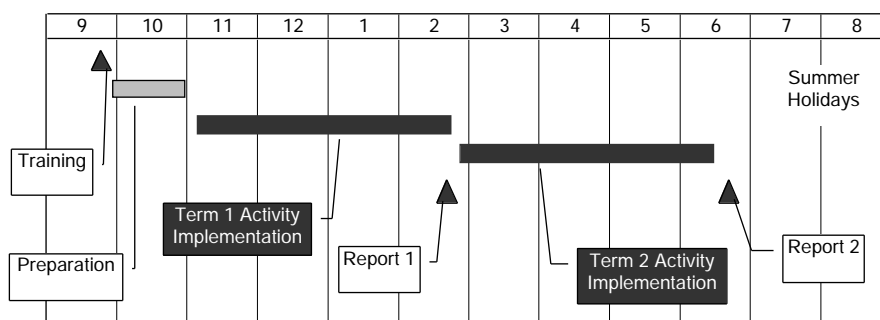 9 10 11 12 1 2 3 4 5 6 7 8
Summer
Holidays
Training
Term 1 Activity
Implementation
Report 1
Report 2
Preparation
Term 2 Activity
Implementation